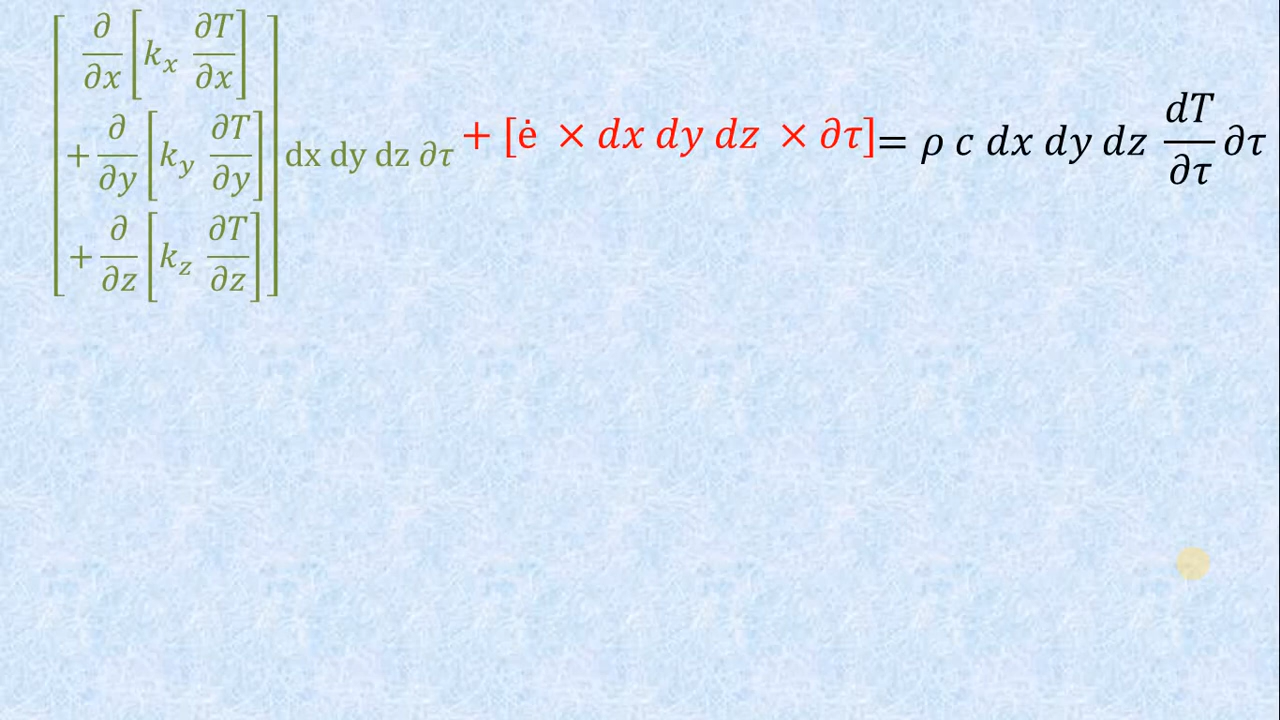 [ ∂/∂x [k_x ∂T/∂x]
+ ∂/∂y [k_y ∂T/∂y]
+ ∂/∂z [k_z ∂T/∂z] ] dx dy dz ∂τ + [ė × dx dy dz × ∂τ] = ρ c dx dy dz dT/∂τ ∂τ